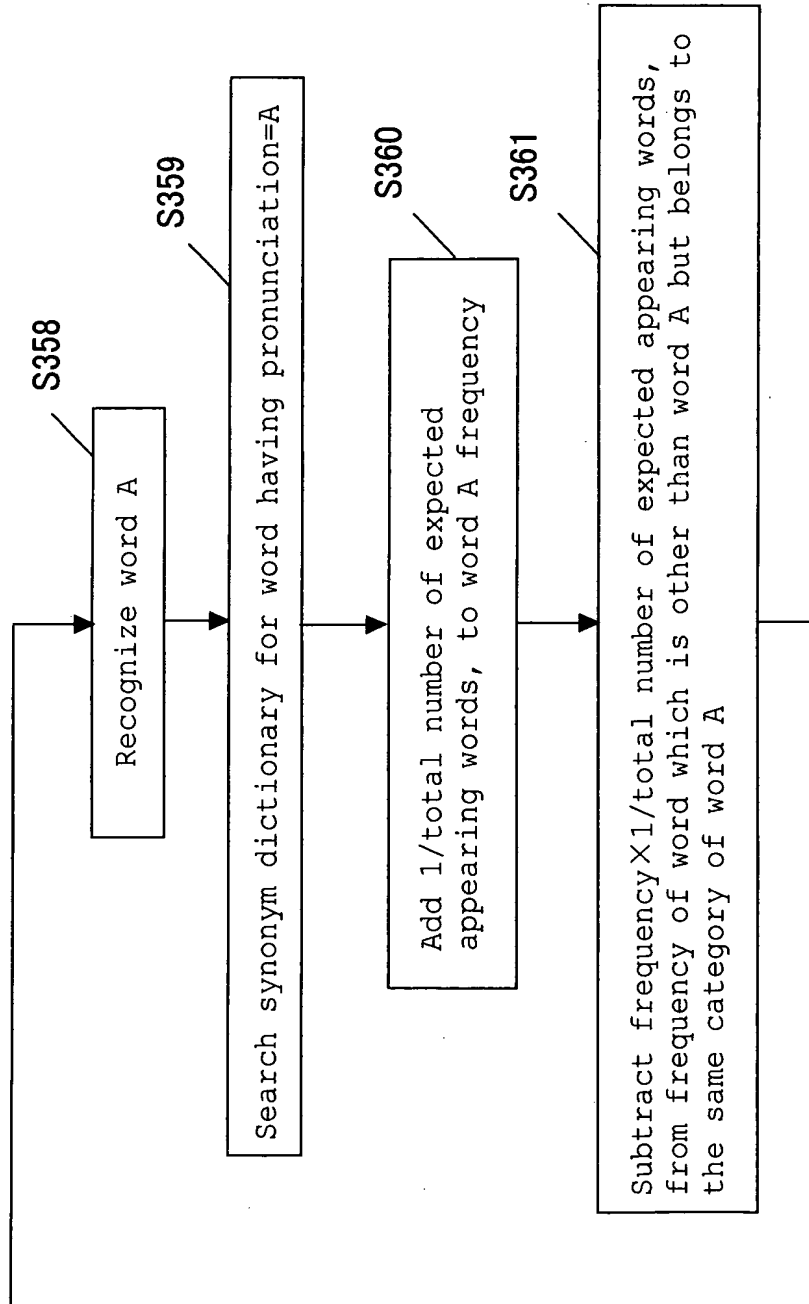 S358
Recognize word A
S359
Search synonym dictionary for word having pronunciation=A
S360
Add 1/total number of expected
appearing words, to word A frequency
S361
Subtract frequency×1/total number of expected appearing words,
from frequency of word which is other than word A but belongs to
the same category of word A